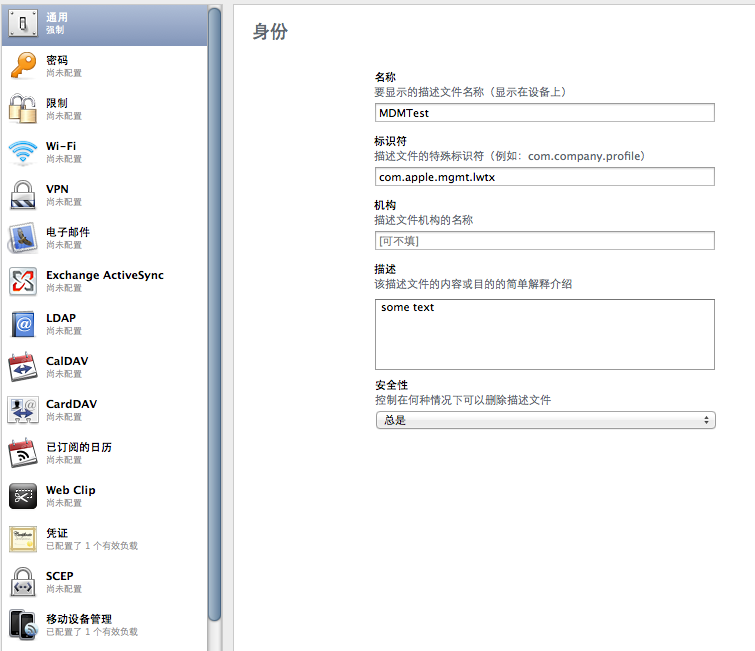 通用
强制
密码
尚未配置
限制
尚未配置
Wi-Fi
尚未配置
VPN
尚未配置
电子邮件
尚未配置
Exchange ActiveSync
尚未配置
LDAP
尚未配置
CalDAV
尚未配置
CardDAV
尚未配置
已订阅的日历
尚未配置
Web Clip
尚未配置
凭证
已配置了 1 个有效负载
SCEP
尚未配置
移动设备管理
已配置了 1 个有效负载
身份
名称
要显示的描述文件名称（显示在设备上）
MDMTest
标识符
描述文件的特殊标识符（例如：com.company.profile）
com.apple.mgmt.lwtx
机构
描述文件机构的名称
[可不填]
描述
该描述文件的内容或目的的简单解释介绍
some text
安全性
控制在何种情况下可以删除描述文件
总是